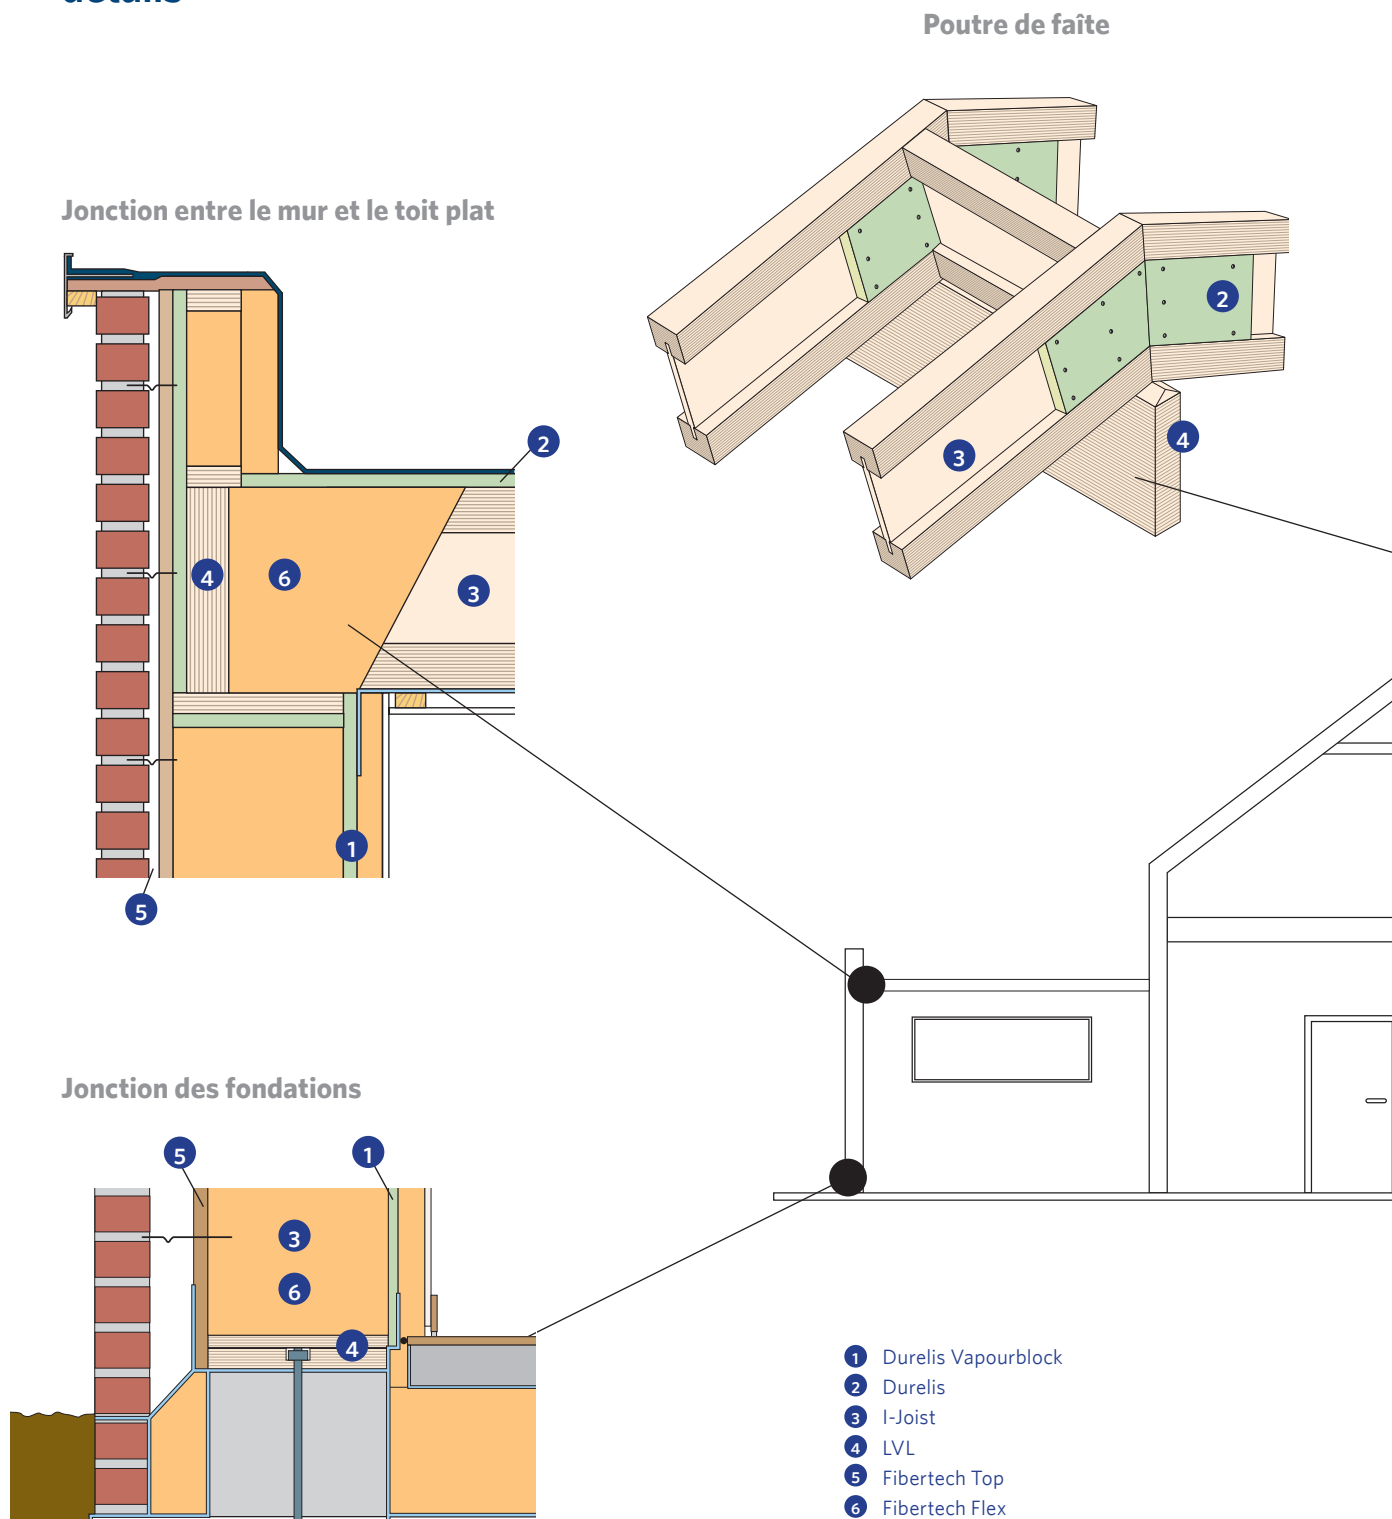 détails
Poutre de faîte
2
3
4
Jonction entre le mur et le toit plat
2
4
6
3
1
5
Jonction des fondations
5
1
3
6
4
1 Durelis Vapourblock
2 Durelis
3 I-Joist
4 LVL
5 Fibertech Top
6 Fibertech Flex